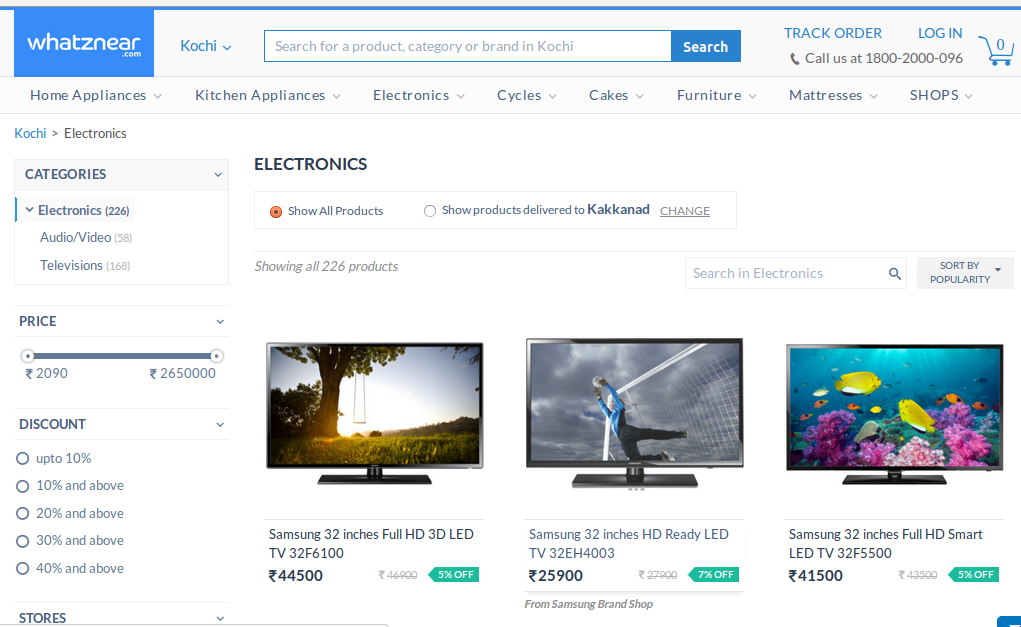 whatznear
.com
Kochi
Search for a product, category or brand in Kochi
Search
TRACK ORDER
LOG IN
Call us at 1800-2000-096
0
Home Appliances
Kitchen Appliances
Electronics
Cycles
Cakes
Furniture
Mattresses
SHOPS
Kochi > Electronics
CATEGORIES
Electronics (226)
Audio/Video (58)
Televisions (168)
PRICE
₹ 2090
₹ 2650000
DISCOUNT
upto 10%
10% and above
20% and above
30% and above
40% and above
STORES
ELECTRONICS
Show All Products
Show products delivered to Kakkanad
CHANGE
Showing all 226 products
Search in Electronics
SORT BY
POPULARITY
Samsung 32 inches Full HD 3D LED
TV 32F6100
₹44500
₹ 46900
5% OFF
Samsung 32 inches HD Ready LED
TV 32EH4003
₹25900
₹ 27900
7% OFF
From Samsung Brand Shop
Samsung 32 inches Full HD Smart
LED TV 32F5500
₹41500
₹ 43500
5% OFF